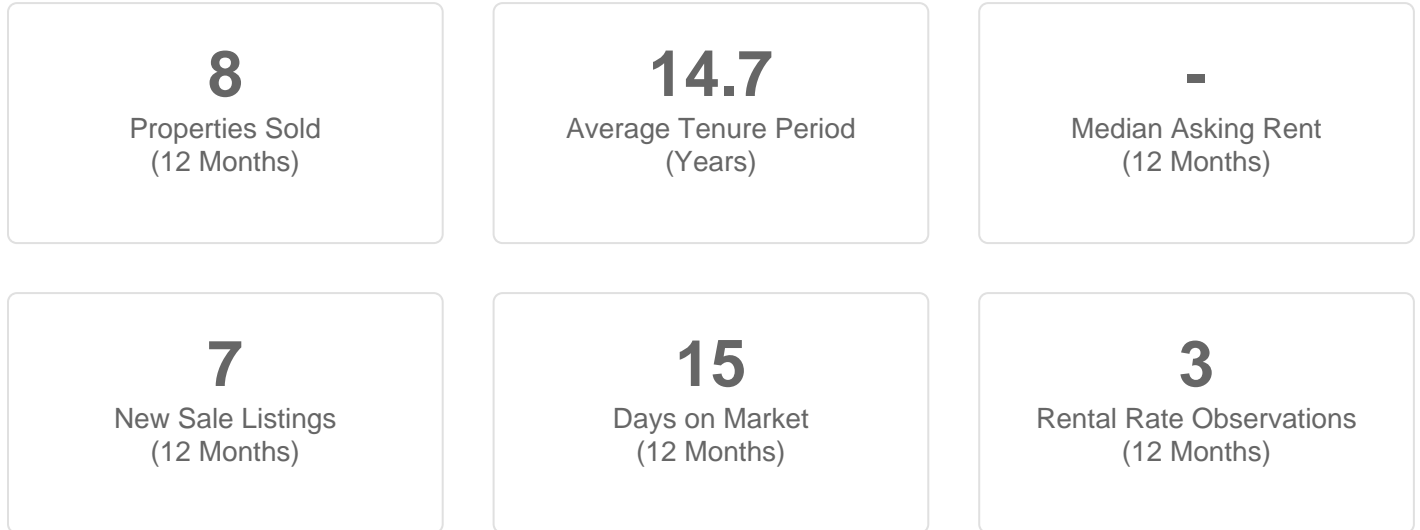 8
Properties Sold
(12 Months)
14.7
Average Tenure Period
(Years)
-
Median Asking Rent
(12 Months)
7
New Sale Listings
(12 Months)
15
Days on Market
(12 Months)
3
Rental Rate Observations
(12 Months)